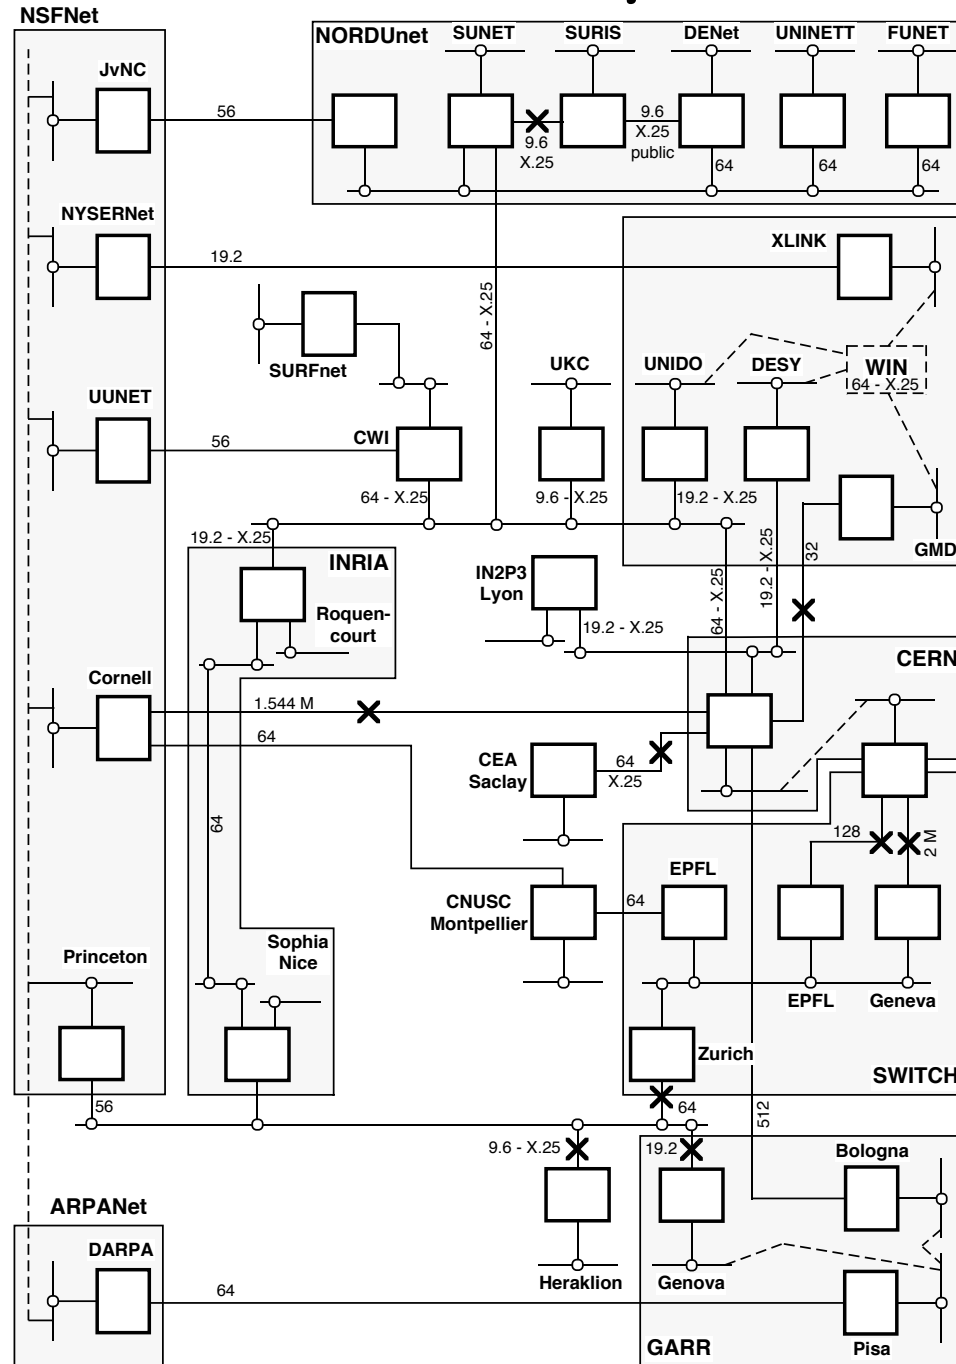 NSFNet
NORDUnet
SUNET
SURIS
DENet
UNINETT
FUNET
JvNC
56
9.6
X.25
9.6
X.25
public
64
64
64
NYSERNet
19.2
XLINK
64 - X.25
SURFnet
UKC
UNIDO
DESY
WIN
64 - X.25
UUNET
56
CWI
64 - X.25
9.6 - X.25
19.2 - X.25
19.2 - X.25
INRIA
GMD
32
19.2 - X.25
64 - X.25
IN2P3
Lyon
19.2 - X.25
Roquen-
court
CERN
Cornell
1.544 M
64
CEA
Saclay
64
X.25
64
128
2 M
EPFL
CNUSC
Montpellier
64
Sophia
Nice
Princeton
EPFL
Geneva
Zurich
SWITCH
56
64
512
9.6 - X.25
19.2
Bologna
ARPANet
DARPA
Heraklion
Genova
64
GARR
Pisa